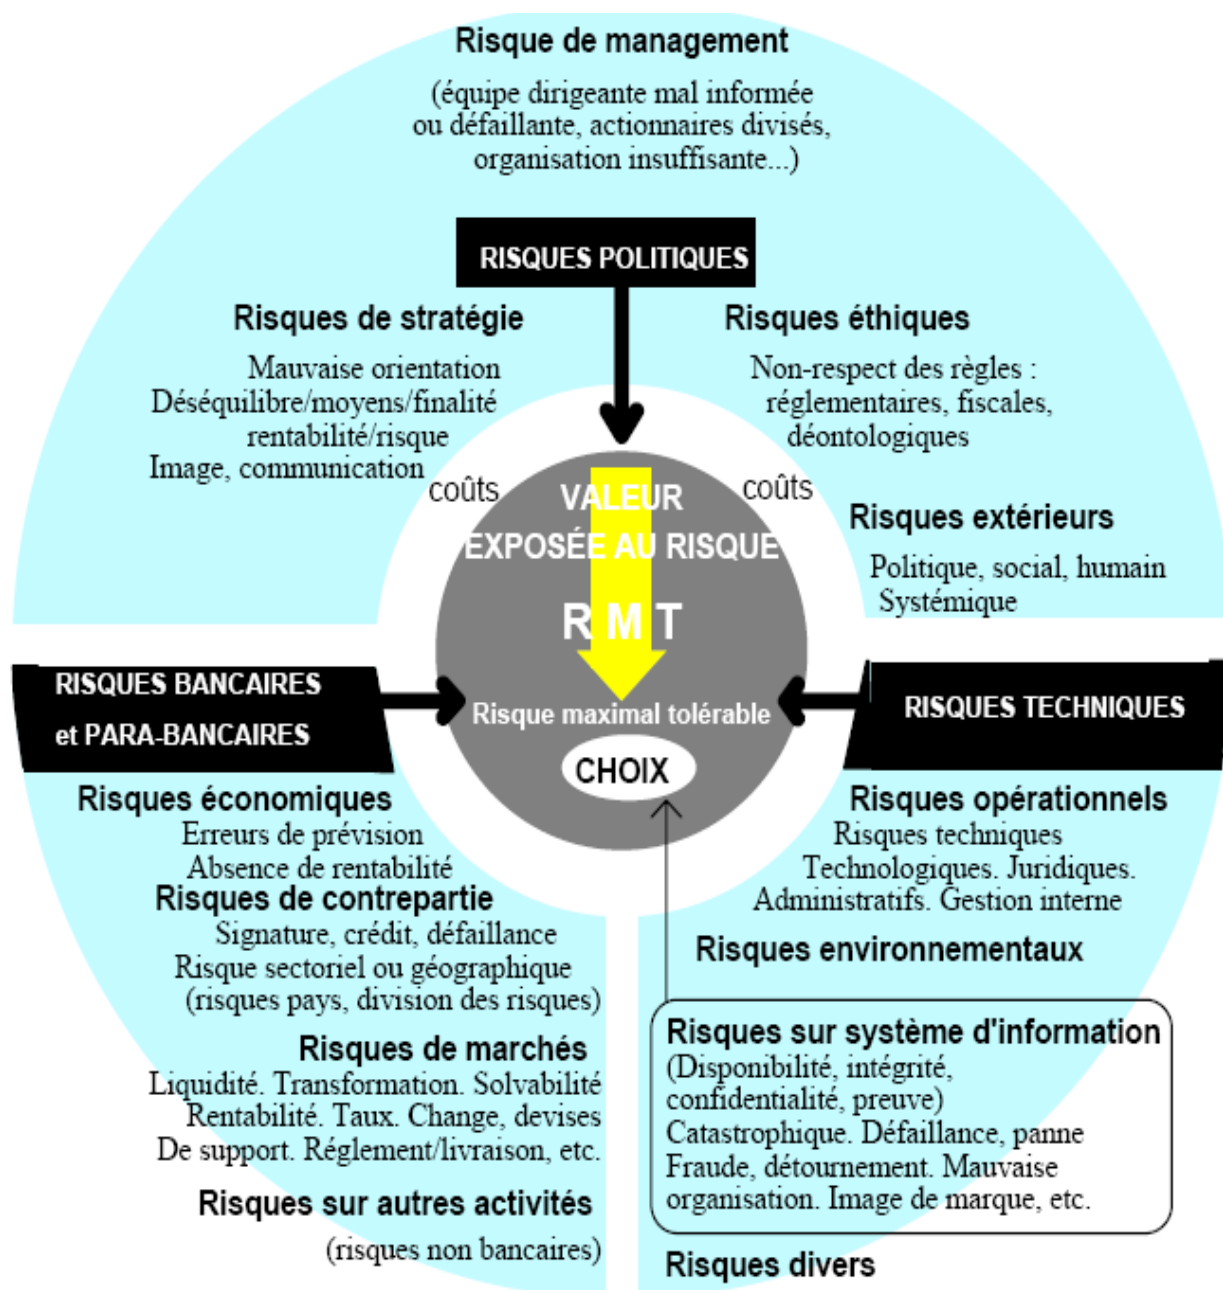 Risque de management
(équipe dirigeante mal informée
ou défaillante, actionnaires divisés,
organisation insuffisante...)
RISQUES POLITIQUES
Risques de stratégie
Mauvaise orientation
Déséquilibre/moyens/finalité
rentabilité/risque
Image, communication
Risques éthiques
Non-respect des règles :
réglementaires, fiscales,
déontologiques
coûts
coûts
Risques extérieurs
Politique, social, humain
Systémique
VALEUR
EXPOSÉE AU RISQUE
R M T
Risque maximal tolérable
CHOIX
RISQUES BANCAIRES
et PARA-BANCAIRES
Risques économiques
Erreurs de prévision
Absence de rentabilité
Risques de contrepartie
Signature, crédit, défaillance
Risque sectoriel ou géographique
(risques pays, division des risques)
Risques de marchés
Liquidité. Transformation. Solvabilité
Rentabilité. Taux. Change, devises
De support. Réglement/livraison, etc.
Risques sur autres activités
(risques non bancaires)
RISQUES TECHNIQUES
Risques opérationnels
Risques techniques
Technologiques. Juridiques.
Administratifs. Gestion interne
Risques environnementaux
Risques sur système d'information
(Disponibilité, intégrité,
confidentialité, preuve)
Catastrophique. Défaillance, panne
Fraude, détournement. Mauvaise
organisation. Image de marque, etc.
Risques divers